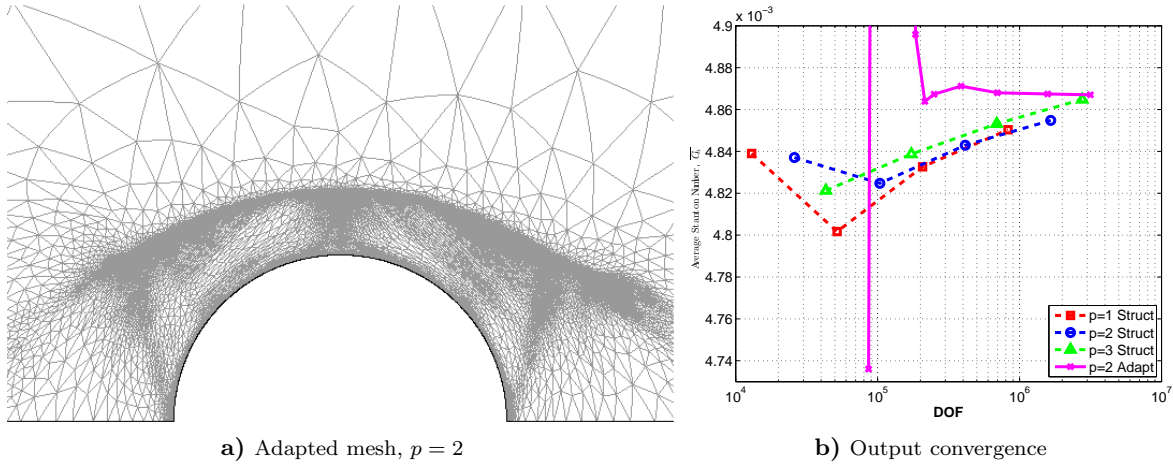 4.9 x 10⁻³
4.88
4.86
4.84
4.82
4.8
4.78
4.76
4.74
Average Stanton Number,
10⁴ 10⁵ 10⁶ 10⁷
DOF
p=1 Struct
p=2 Struct
p=3 Struct
p=2 Adapt
a) Adapted mesh, p = 2
b) Output convergence